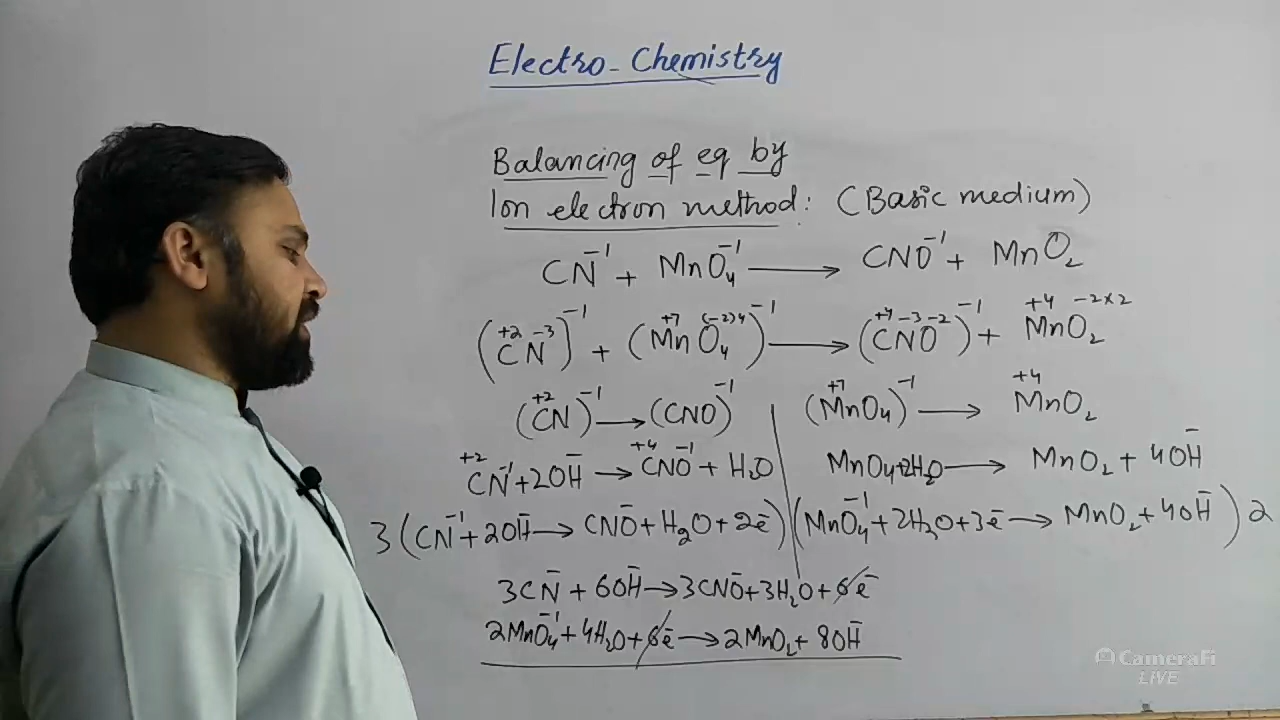 Electro-Chemistry
Balancing of eq by
Ion electron method: (Basic medium)
CN⁻¹ + MnO₄⁻¹ ⟶ CNO⁻¹ + MnO₂
(C⁺²N⁻³)⁻¹ + (Mn⁺⁷O₄⁽⁻²⁾⁴)⁻¹ ⟶ (C⁺⁴N⁻³O⁻²)⁻¹ + Mn⁺⁴O₂⁻²ˣ²
(C⁺²N)⁻¹ ⟶ (CNO)⁻¹ | (Mn⁺⁷O₄)⁻¹ ⟶ Mn⁺⁴O₂
C⁺²N⁻¹ + 2OH⁻ ⟶ C⁺⁴NO⁻¹ + H₂O | MnO₄+2H₂O ⟶ MnO₂ + 4OH⁻
3(CN⁻¹ + 2OH⁻ ⟶ CNO⁻ + H₂O + 2e⁻) | (MnO₄⁻¹ + 2H₂O + 3e⁻ ⟶ MnO₂ + 4OH⁻)2
3CN⁻ + 6OH⁻ ⟶ 3CNO⁻ + 3H₂O + 6e⁻
2MnO₄⁻¹ + 4H₂O + 6e⁻ ⟶ 2MnO₂ + 8OH⁻
CameraFi
LIVE